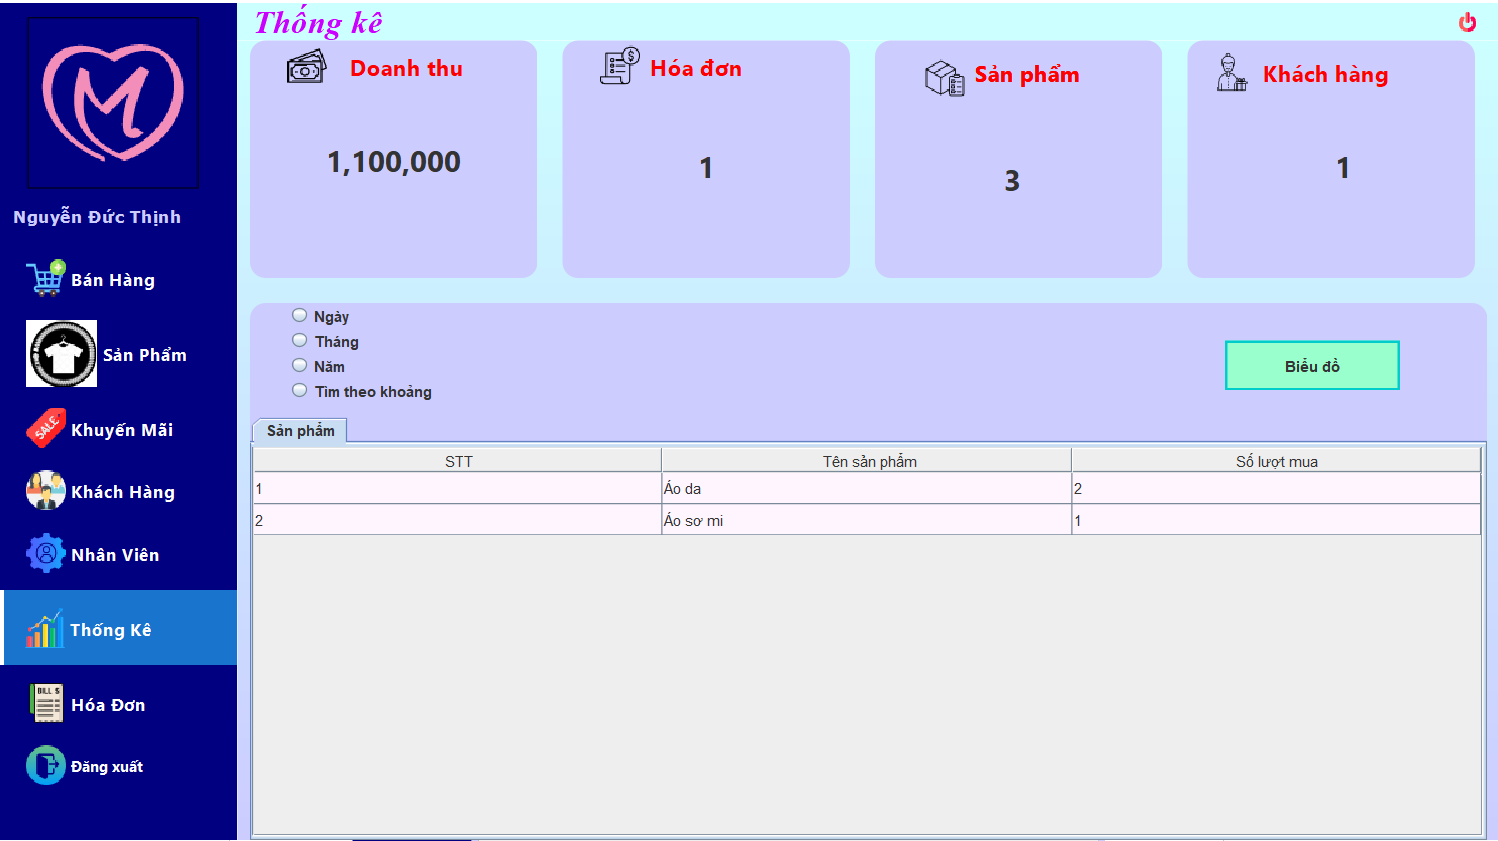 M
Nguyễn Đức Thịnh
Bán Hàng
Sản Phẩm
SALE
Khuyến Mãi
Khách Hàng
Nhân Viên
Thống Kê
BILL $
Hóa Đơn
Đăng xuất
Thống kê
Doanh thu
1,100,000
$
Hóa đơn
1
Sản phẩm
3
Khách hàng
1
Ngày
Tháng
Năm
Tìm theo khoảng
Biểu đồ
Sản phẩm
STT Tên sản phẩm Số lượt mua
1 Áo da 2
2 Áo sơ mi 1